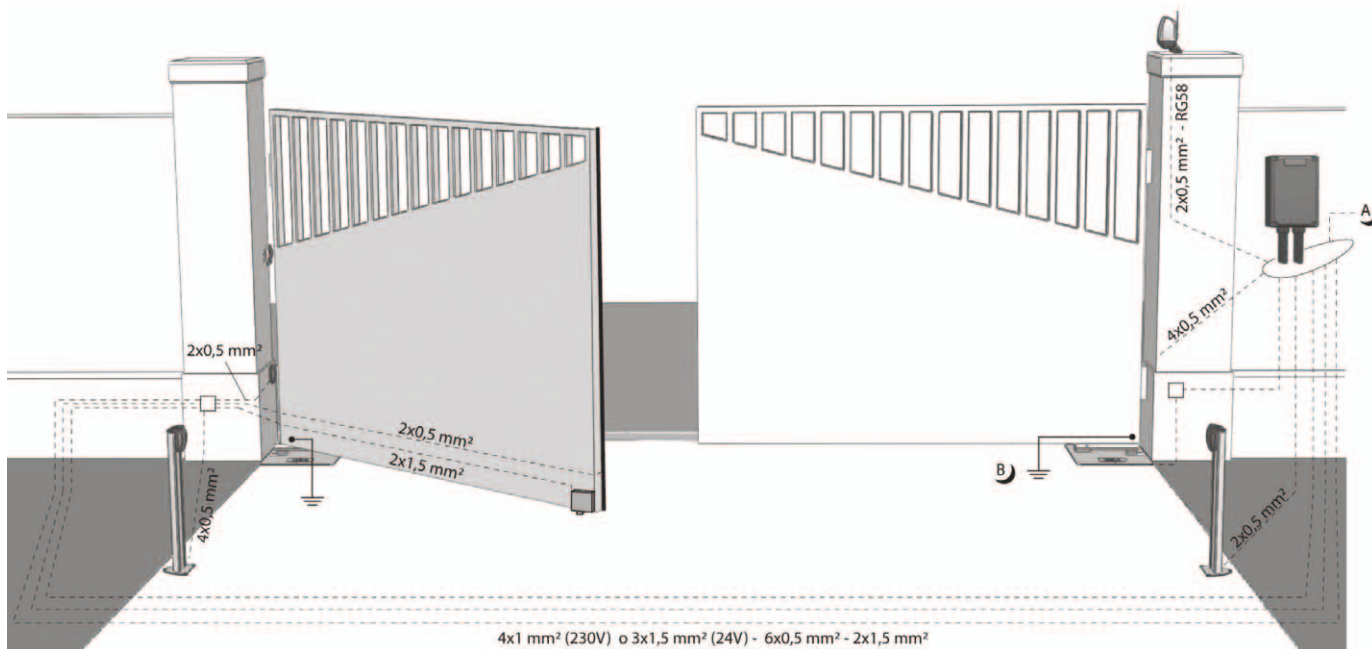 2x0,5 mm² - RG58
A
4x0,5 mm²
2x0,5 mm²
2x0,5 mm²
2x1,5 mm²
B
4x0,5 mm²
2x0,5 mm²
4x1 mm² (230V) o 3x1,5 mm² (24V) - 6x0,5 mm² - 2x1,5 mm²